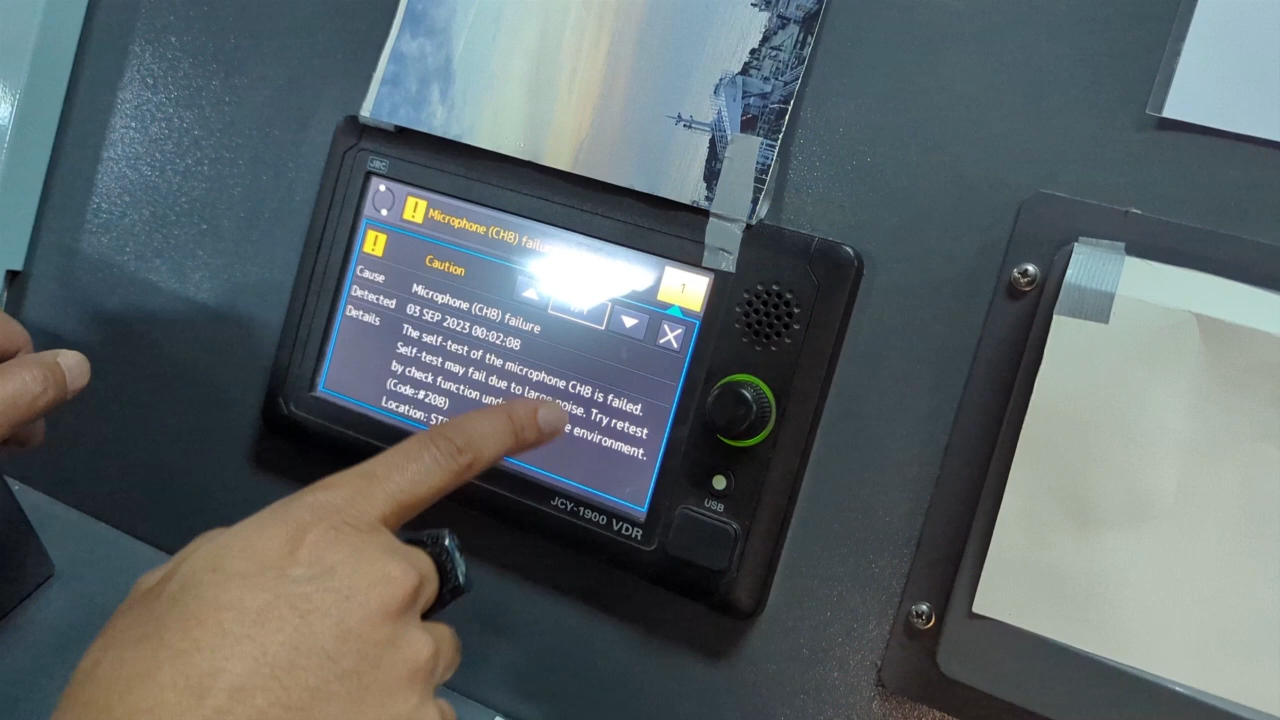 JRC
Microphone (CH8) failu
1
Caution
Cause Microphone (CH8) failure
Detected 03 SEP 2023 00:02:08
Details The self-test of the microphone CH8 is failed.
Self-test may fail due to large noise. Try retest
by check function environment.
(Code:#208)
Location:
JCY-1900 VDR
USB